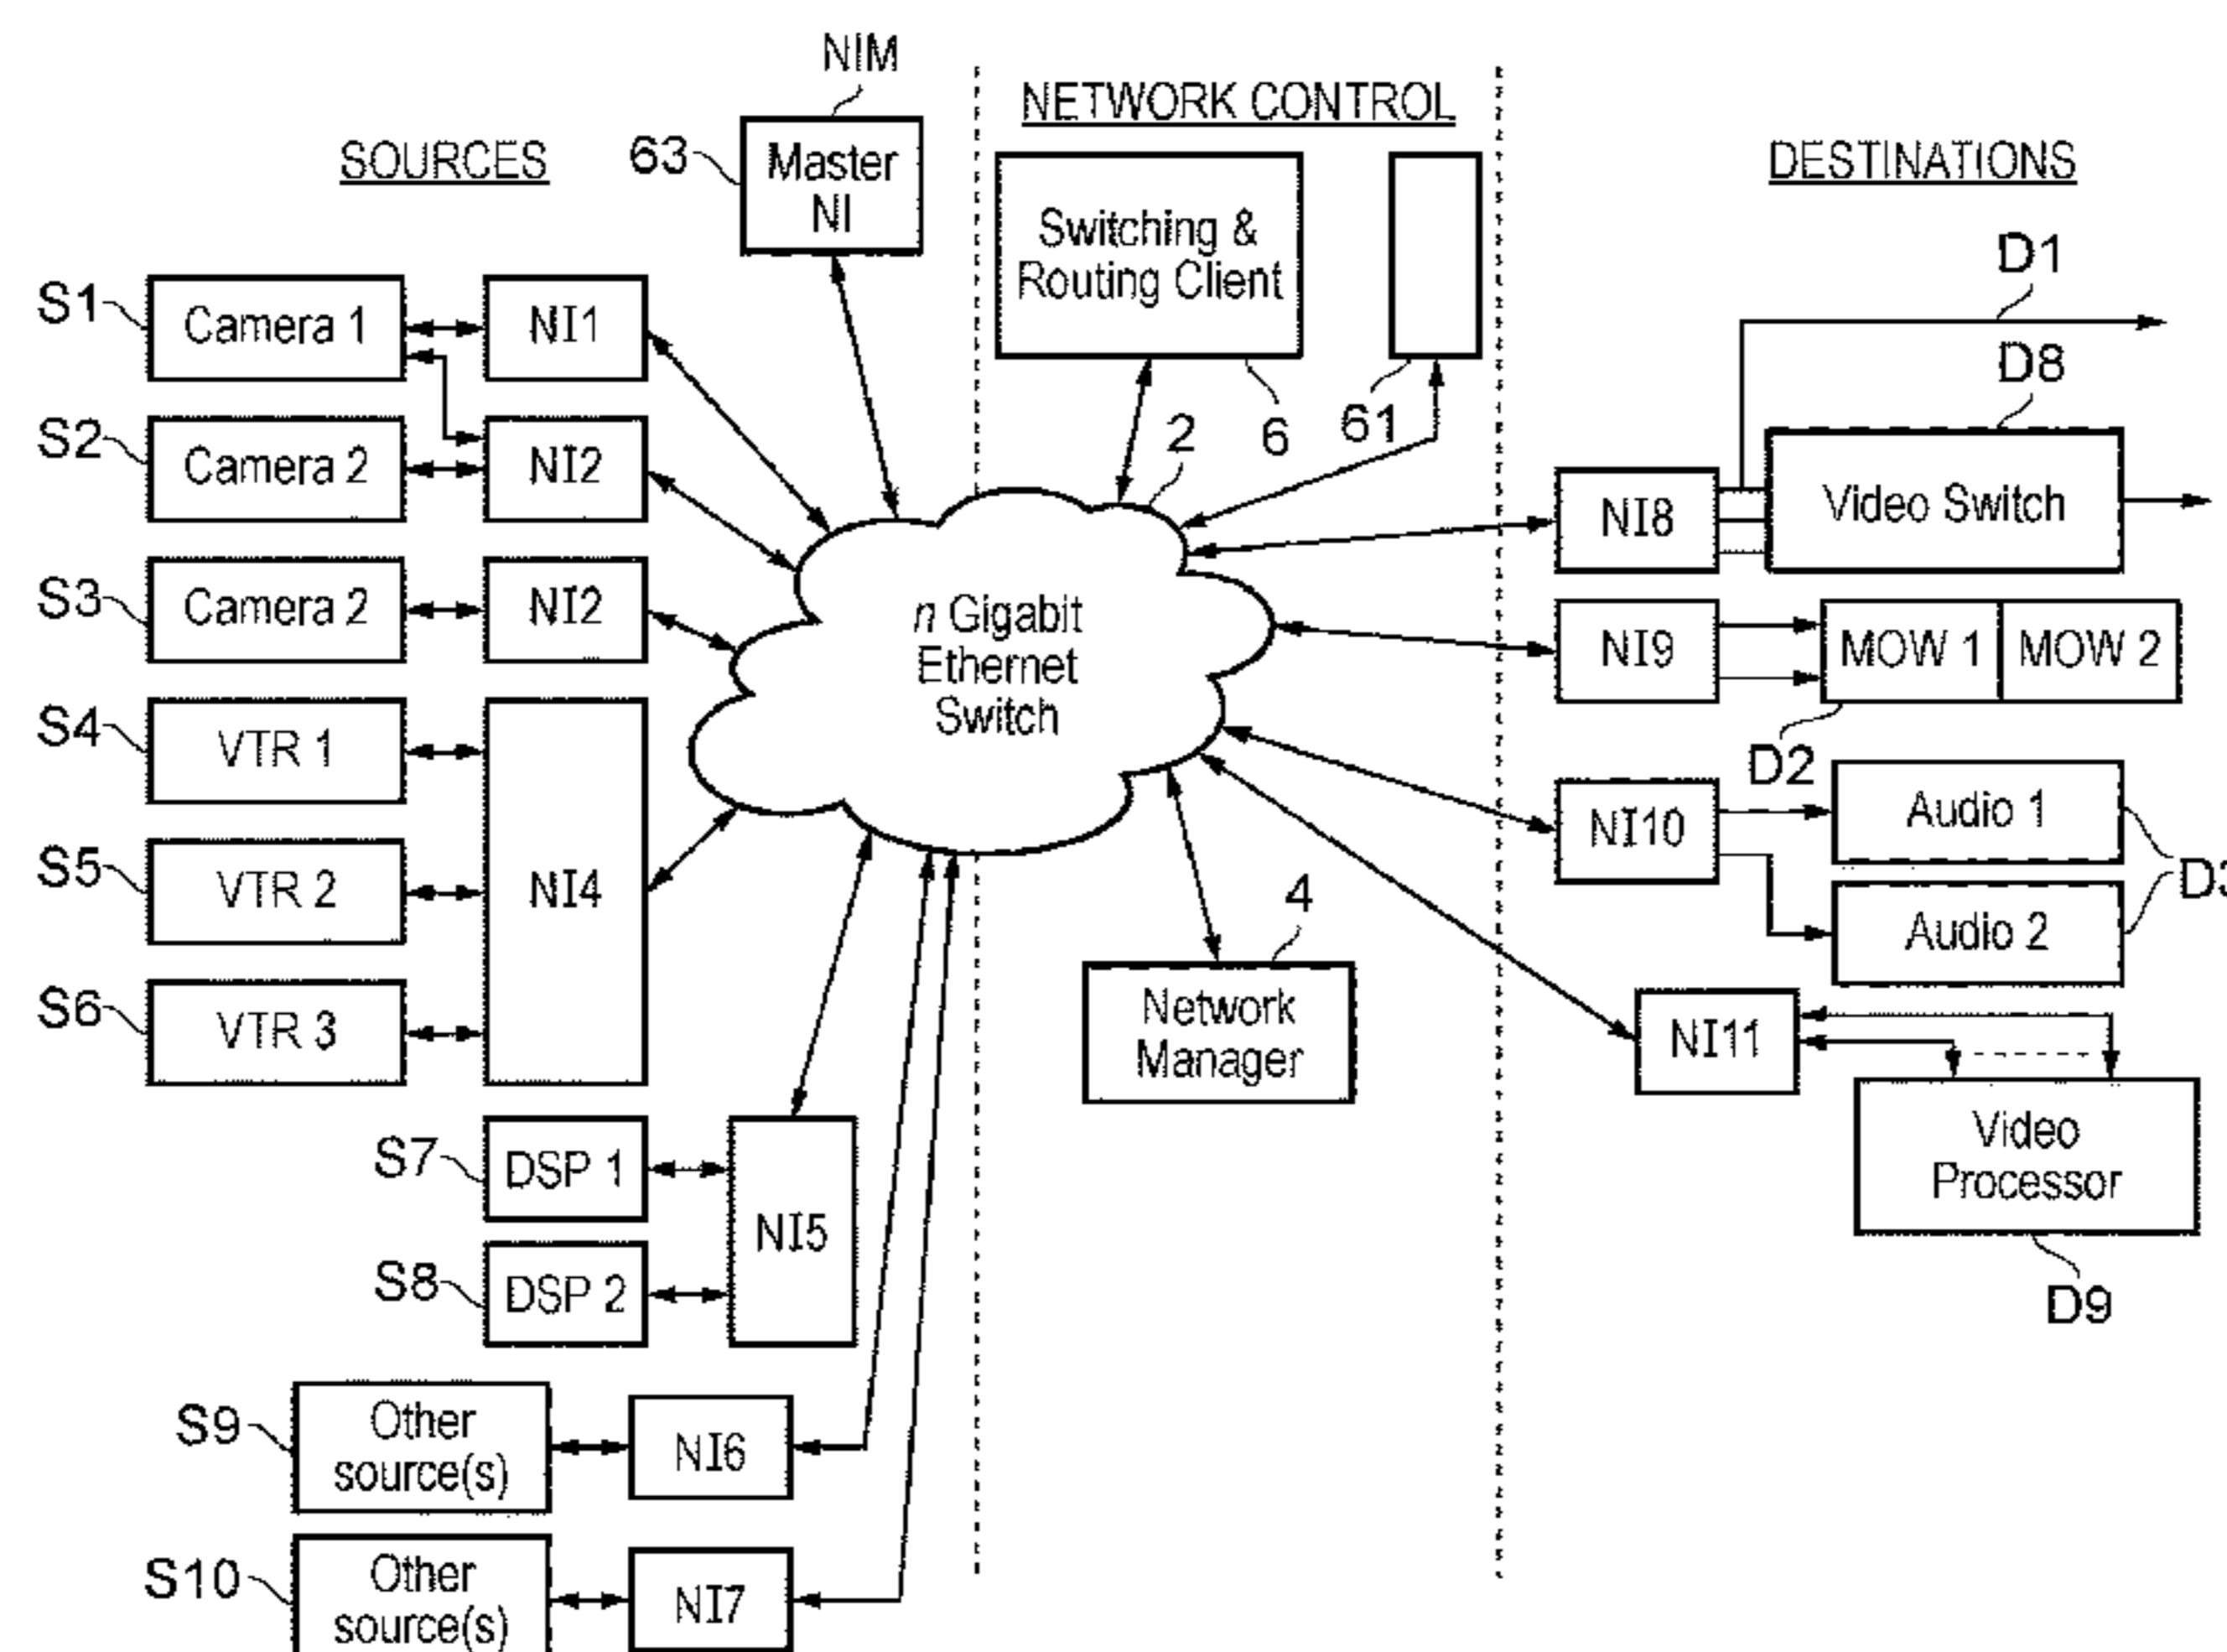 NIM
NETWORK CONTROL
SOURCES
63
Master
NI
DESTINATIONS
Switching &
Routing Client
6
61
2
D1
D8
S1
Camera 1
NI1
S2
Camera 2
NI2
S3
Camera 2
NI2
S4
VTR 1
S5
VTR 2
NI4
S6
VTR 3
S7
DSP 1
NI5
S8
DSP 2
S9
Other
source(s)
NI6
S10
Other
source(s)
NI7
n Gigabit
Ethernet
Switch
4
Network
Manager
NI8
Video Switch
NI9
MOW 1
MOW 2
D2
NI10
Audio 1
Audio 2
D3
NI11
Video
Processor
D9